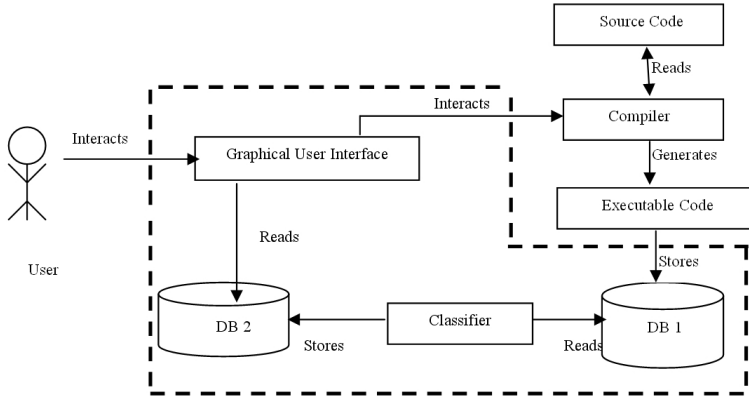 Source Code
Reads
Interacts
Compiler
Interacts
Graphical User Interface
Generates
Executable Code
Reads
User
Stores
DB 2
Classifier
DB 1
Stores
Reads